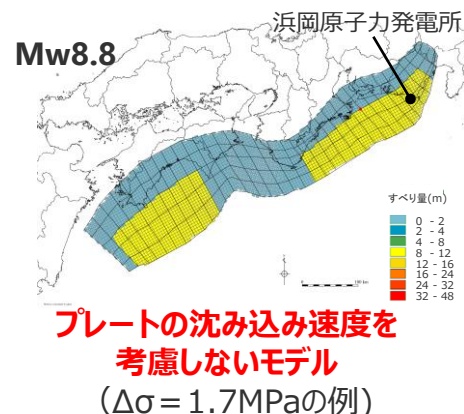 浜岡原子力発電所
Mw8.8
すべり量(m)
0 - 2
2 - 4
4 - 8
8 - 12
12 - 16
16 - 24
24 - 32
32 - 48
プレートの沈み込み速度を
考慮しないモデル
（Δσ＝1.7MPaの例)